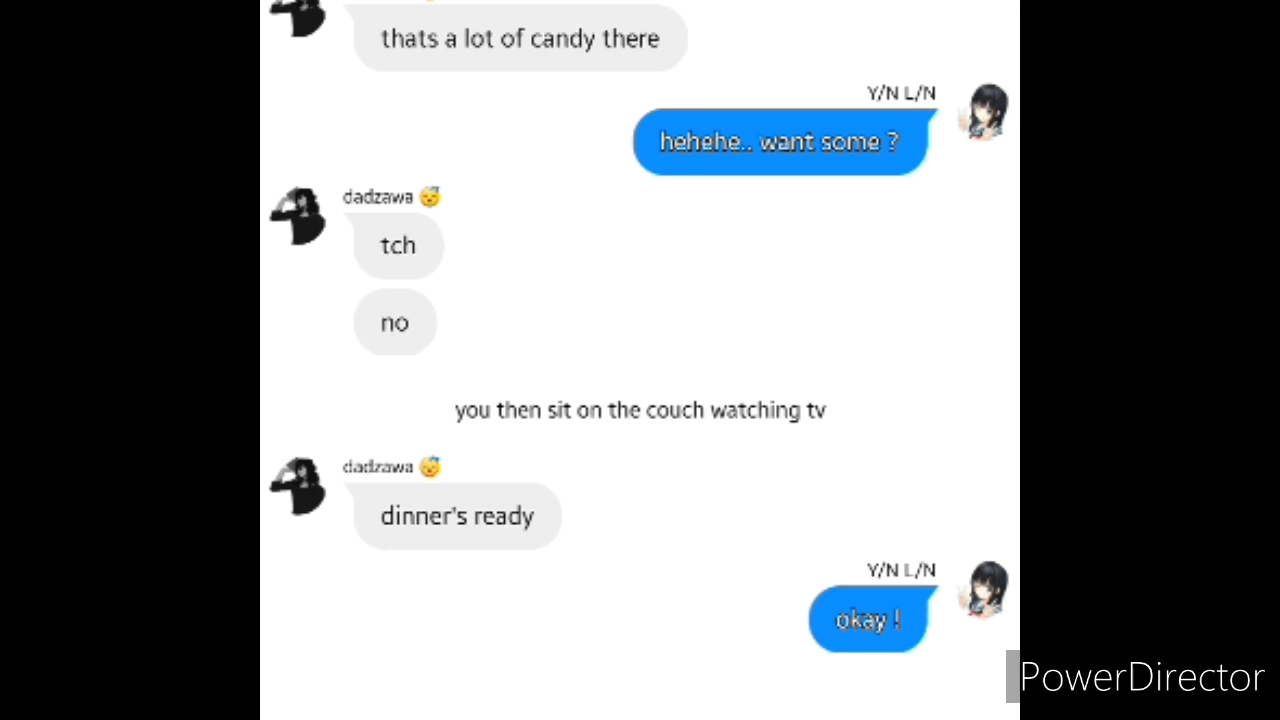 thats a lot of candy there
Y/N L/N
hehehe.. want some ?
dadzawa 😴
tch
no
you then sit on the couch watching tv
dadzawa 😴
dinner's ready
Y/N L/N
okay !
PowerDirector